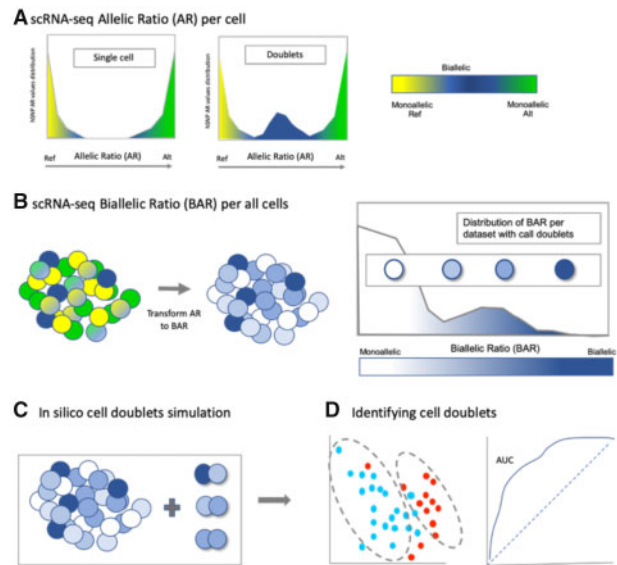 A scRNA-seq Allelic Ratio (AR) per cell
Single cell
Doublets
hSNP AR values distribution
hSNP AR values distribution
Ref
Allelic Ratio (AR)
Alt
Ref
Allelic Ratio (AR)
Alt
Biallelic
Monoallelic
Ref
Monoallelic
Alt
B scRNA-seq Biallelic Ratio (BAR) per all cells
Transform AR
to BAR
Distribution of BAR per
dataset with call doublets
Monoallelic
Biallelic Ratio (BAR)
Biallelic
C In silico cell doublets simulation
D Identifying cell doublets
AUC